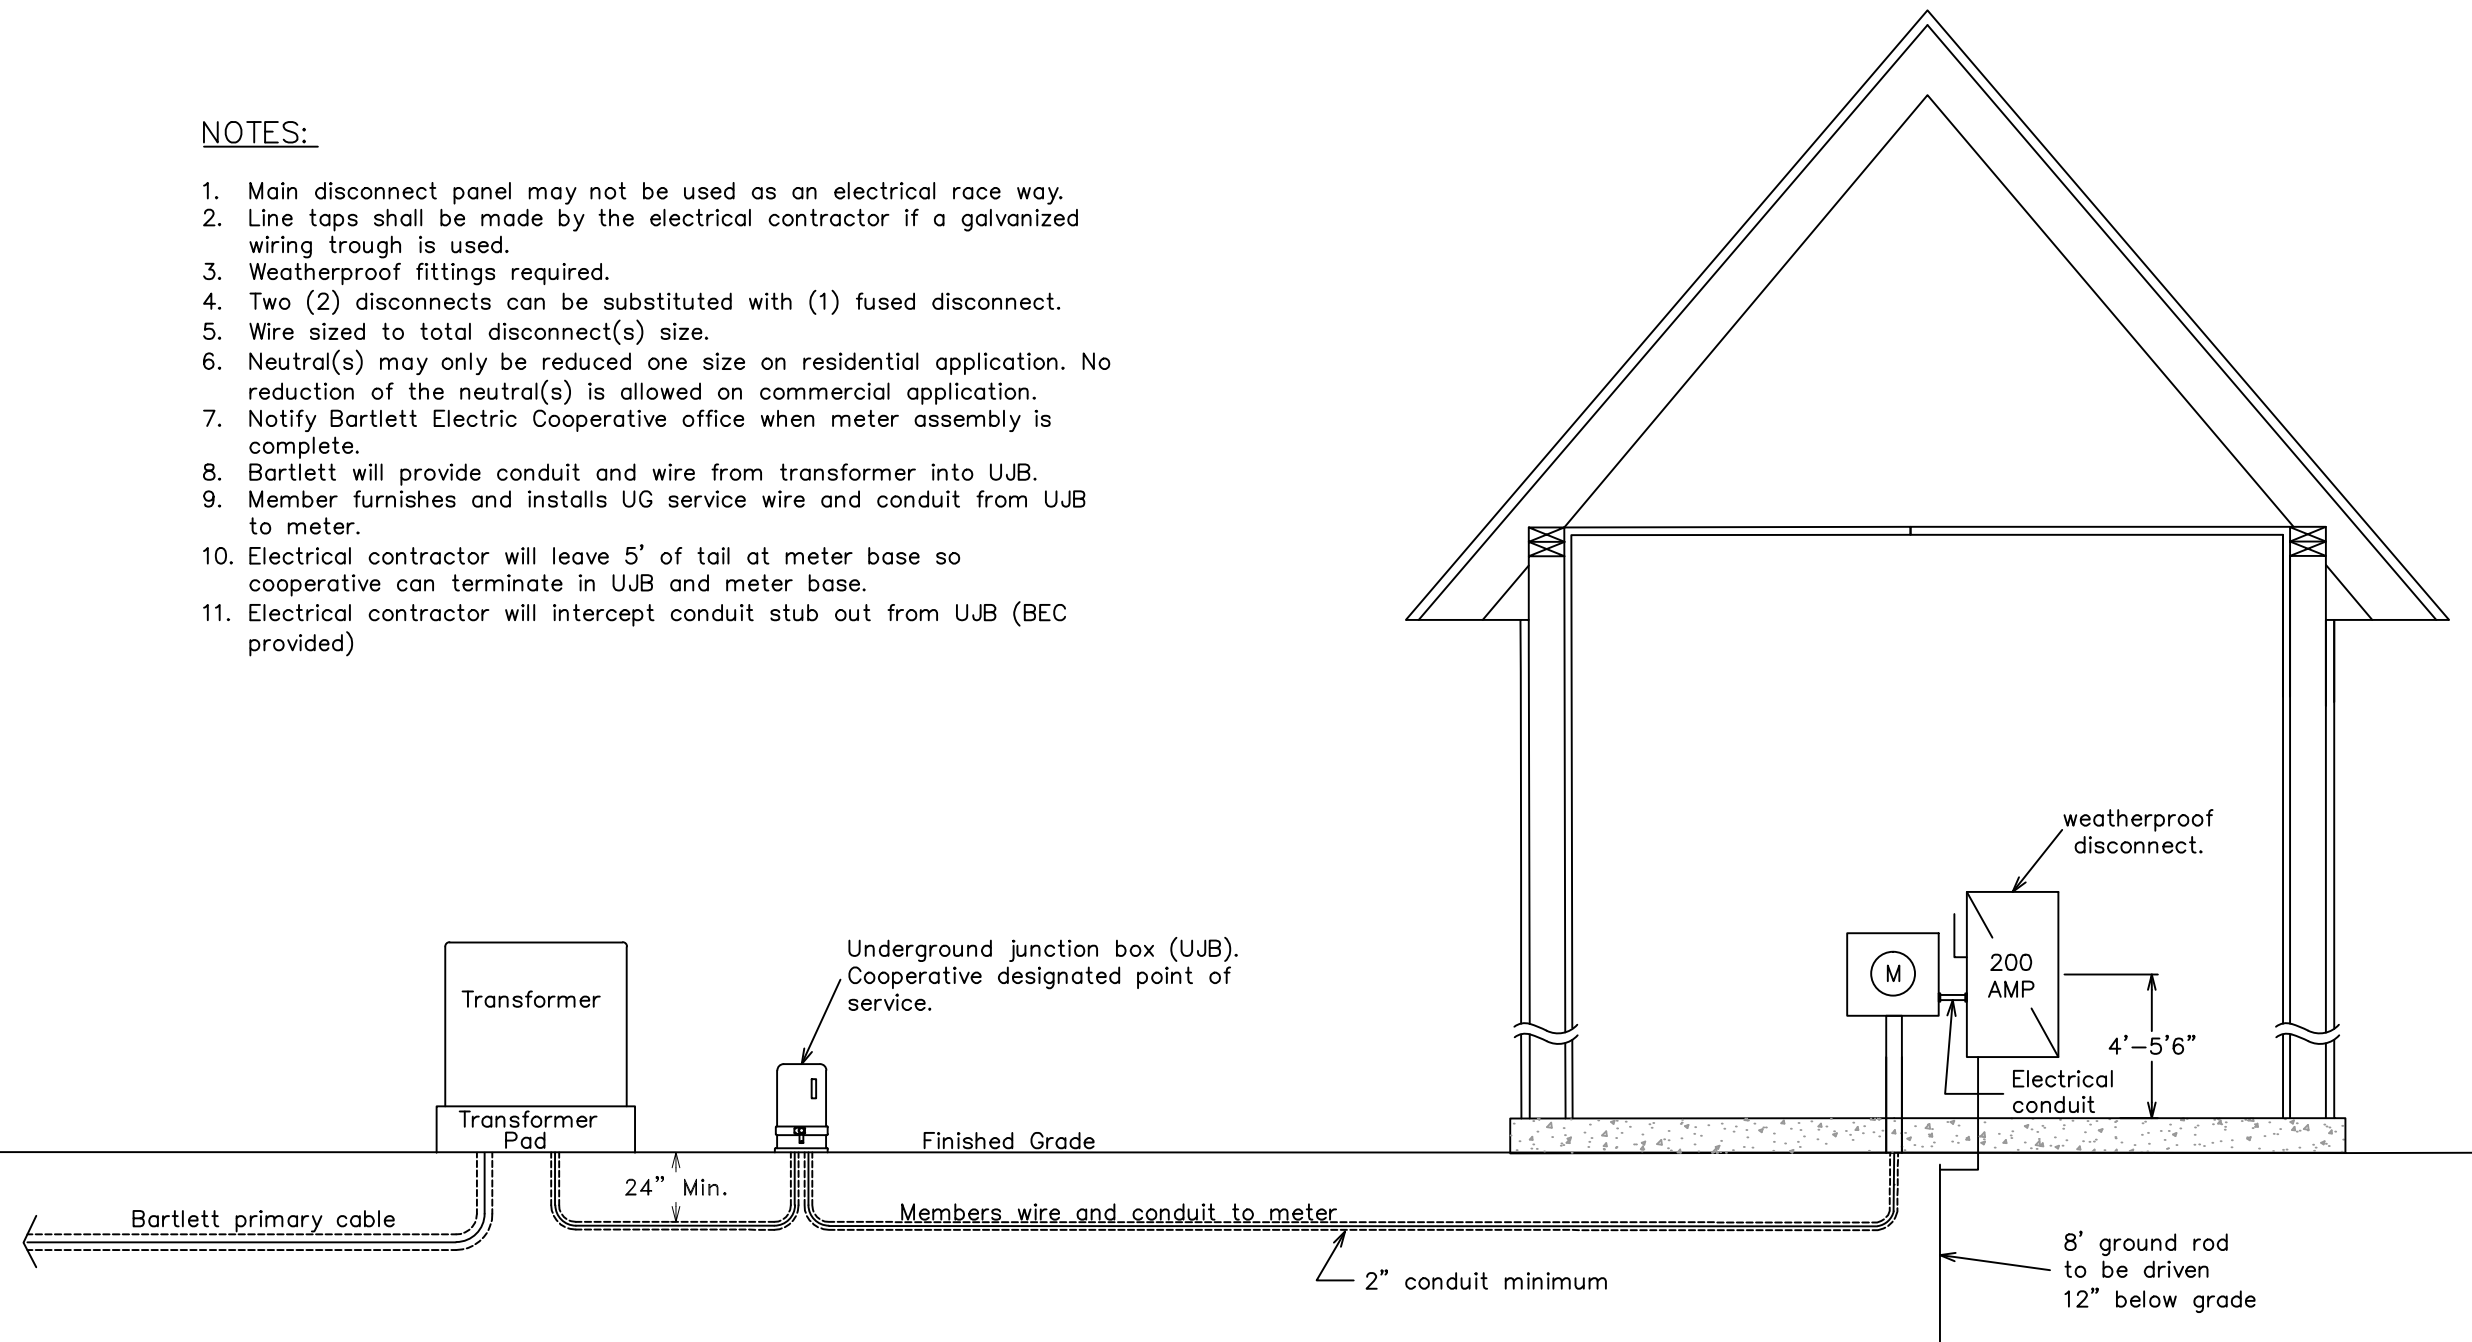 NOTES:
1. Main disconnect panel may not be used as an electrical race way.
2. Line taps shall be made by the electrical contractor if a galvanized
wiring trough is used.
3. Weatherproof fittings required.
4. Two (2) disconnects can be substituted with (1) fused disconnect.
5. Wire sized to total disconnect(s) size.
6. Neutral(s) may only be reduced one size on residential application. No
reduction of the neutral(s) is allowed on commercial application.
7. Notify Bartlett Electric Cooperative office when meter assembly is
complete.
8. Bartlett will provide conduit and wire from transformer into UJB.
9. Member furnishes and installs UG service wire and conduit from UJB
to meter.
10. Electrical contractor will leave 5' of tail at meter base so
cooperative can terminate in UJB and meter base.
11. Electrical contractor will intercept conduit stub out from UJB (BEC
provided)
weatherproof
disconnect.
Underground junction box (UJB).
Cooperative designated point of
service.
Transformer
M
200
AMP
4'-5'6"
Electrical
conduit
Transformer
Pad
Finished Grade
24" Min.
Bartlett primary cable
Members wire and conduit to meter
2" conduit minimum
8' ground rod
to be driven
12" below grade